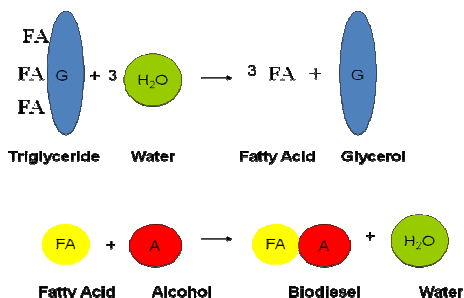 FA
FA G + 3 H₂O 3 FA + G
FA
Triglyceride Water Fatty Acid Glycerol
FA + A FA A + H₂O
Fatty Acid Alcohol Biodiesel Water